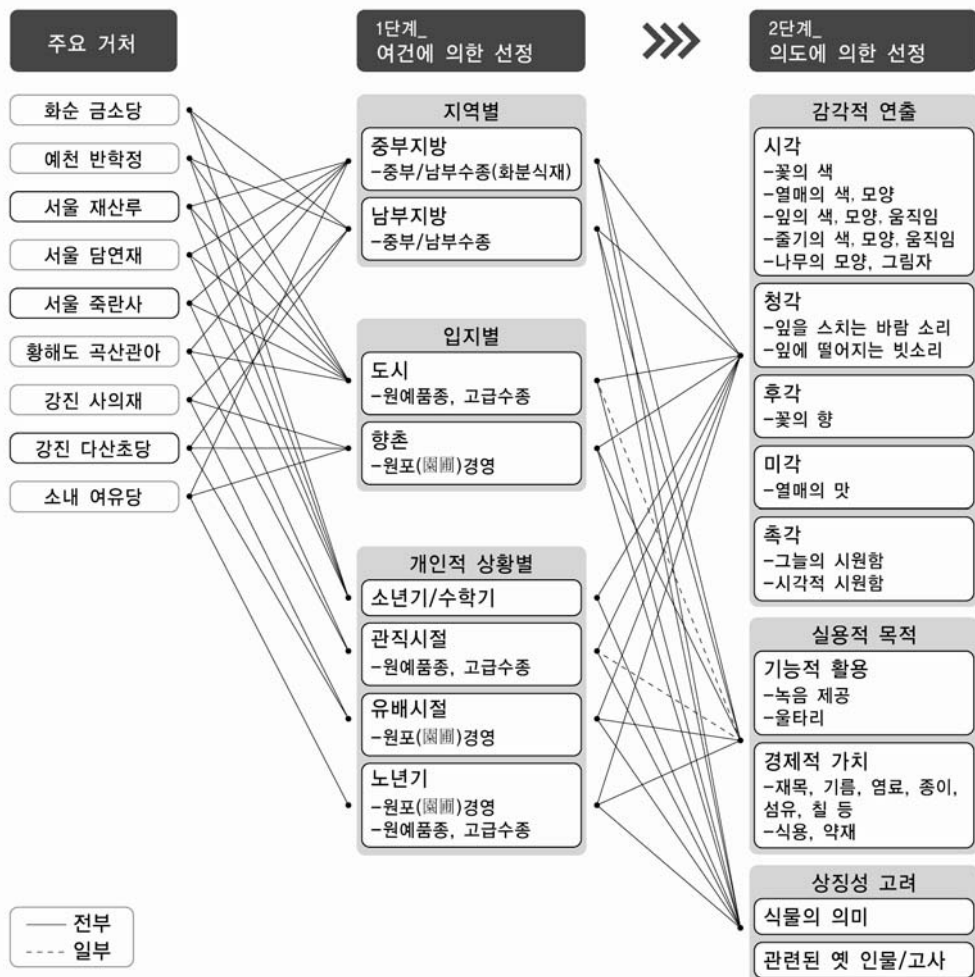 주요 거처
화순 금소당
예천 반학정
서울 재산루
서울 담연재
서울 죽란사
황해도 곡산관아
강진 사의재
강진 다산초당
소내 여유당
전부
일부
1단계_
여건에 의한 선정
지역별
중부지방
-중부/남부수종(화분식재)
남부지방
-중부/남부수종
입지별
도시
-원예품종, 고급수종
향촌
-원포(園圃)경영
개인적 상황별
소년기/수학기
관직시절
-원예품종, 고급수종
유배시절
-원포(園圃)경영
노년기
-원포(園圃)경영
-원예품종, 고급수종
2단계_
의도에 의한 선정
감각적 연출
시각
-꽃의 색
-열매의 색, 모양
-잎의 색, 모양, 움직임
-줄기의 색, 모양, 움직임
-나무의 모양, 그림자
청각
-잎을 스치는 바람 소리
-잎에 떨어지는 빗소리
후각
-꽃의 향
미각
-열매의 맛
촉각
-그늘의 시원함
-시각적 시원함
실용적 목적
기능적 활용
-녹음 제공
-울타리
경제적 가치
-재목, 기름, 염료, 종이,
섬유, 칠 등
-식용, 약재
상징성 고려
식물의 의미
관련된 옛 인물/고사